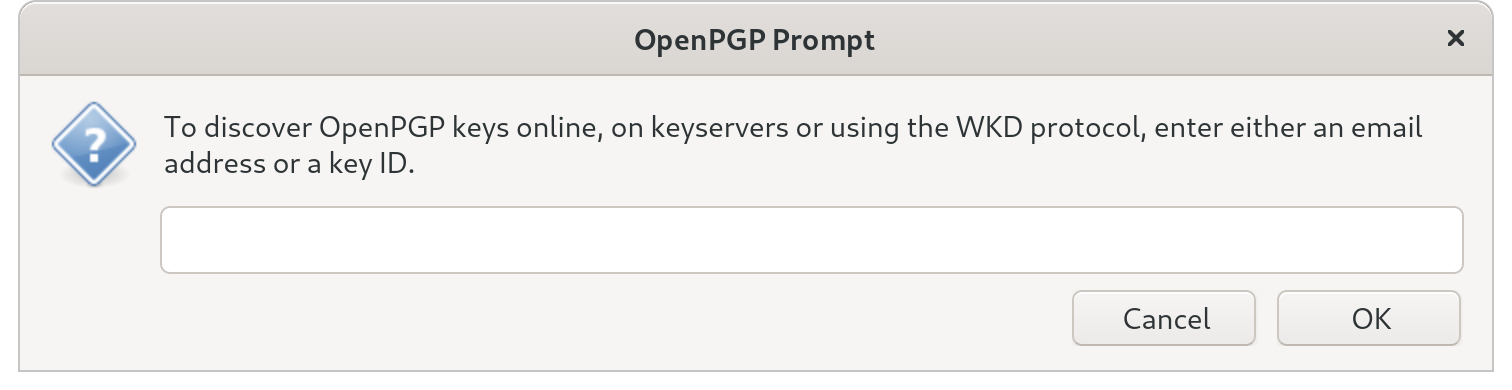 OpenPGP Prompt
To discover OpenPGP keys online, on keyservers or using the WKD protocol, enter either an email
address or a key ID.
Cancel OK